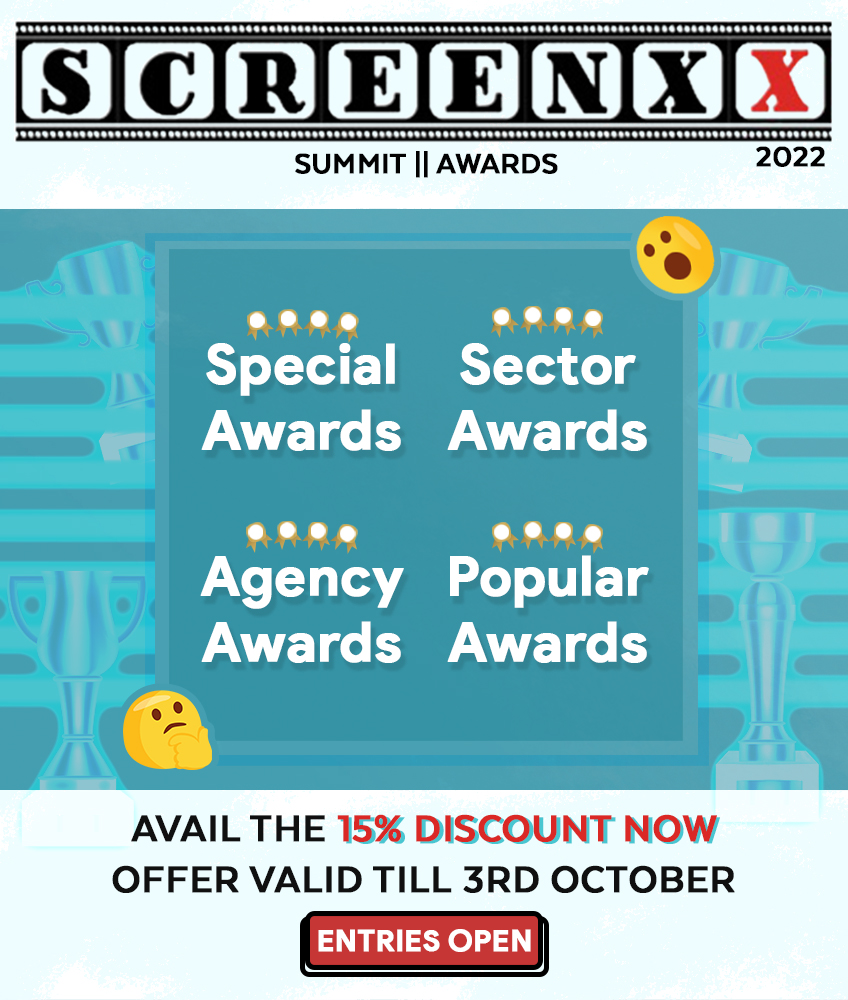 SCREENXX
SUMMIT || AWARDS
2022
Special
Awards
Sector
Awards
Agency
Awards
Popular
Awards
AVAIL THE 15% DISCOUNT NOW
OFFER VALID TILL 3RD OCTOBER
ENTRIES OPEN